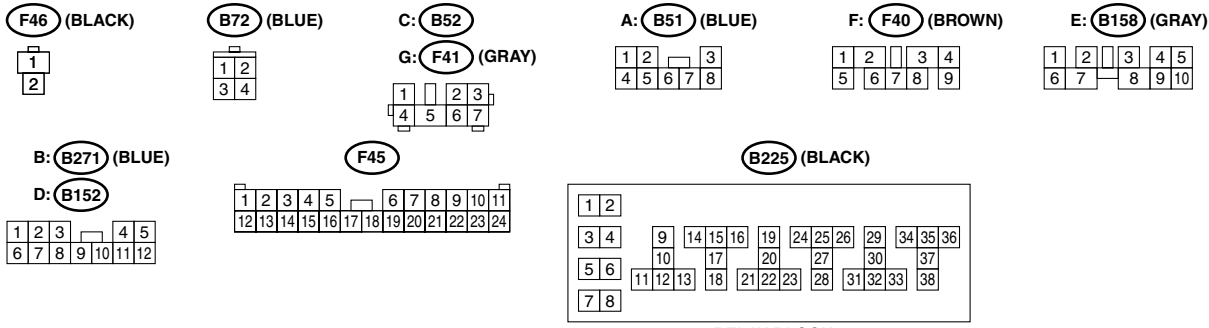 F46 (BLACK)
1
2
B72 (BLUE)
1 2
3 4
C: B52
G: F41 (GRAY)
1 2 3
4 5 6 7
A: B51 (BLUE)
1 2 3
4 5 6 7 8
F: F40 (BROWN)
1 2 3 4
5 6 7 8 9
E: B158 (GRAY)
1 2 3 4 5
6 7 8 9 10
B: B271 (BLUE)
D: B152
1 2 3 4 5
6 7 8 9 10 11 12
F45
1 2 3 4 5 6 7 8 9 10 11
12 13 14 15 16 17 18 19 20 21 22 23 24
B225 (BLACK)
1 2
3 4 9 14 15 16 19 24 25 26 29 34 35 36
10 17 20 27 30 37
5 6 11 12 13 18 21 22 23 28 31 32 33 38
7 8